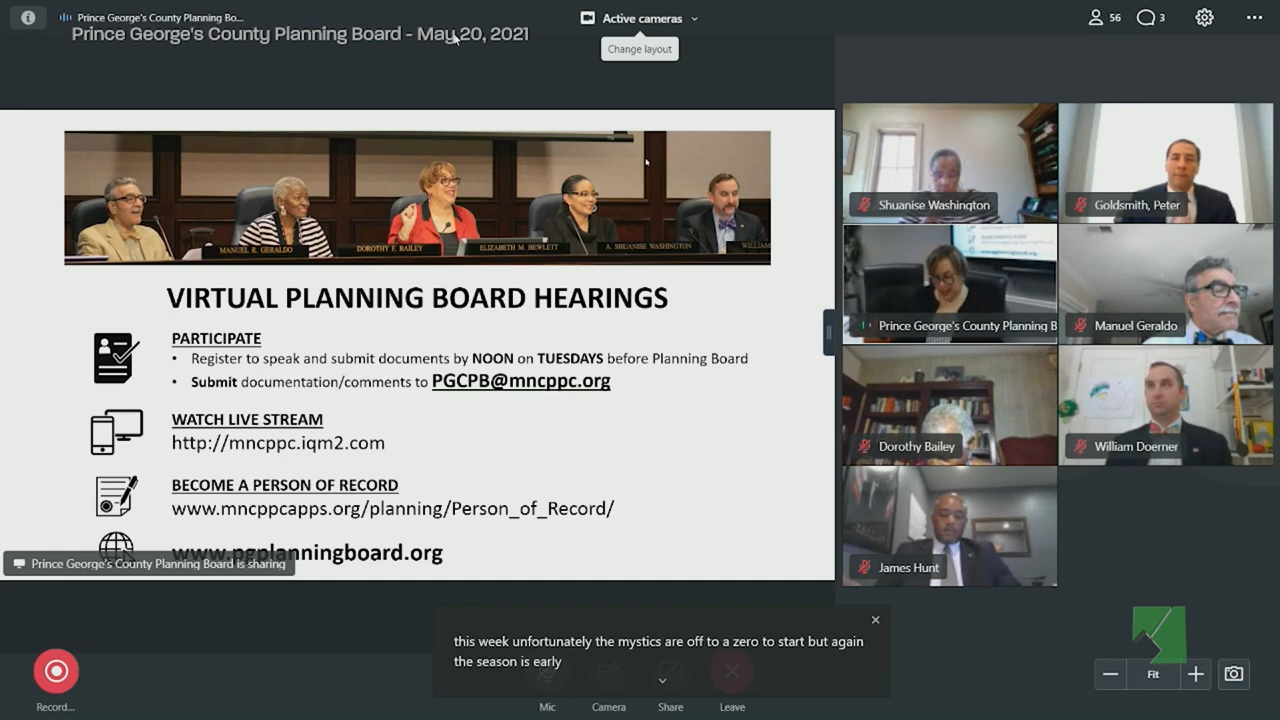 Prince George's County Planning Bo...
Active cameras
56
3
Prince George's County Planning Board - May 20, 2021
Change layout
MANUEL R. GERALDO
DOROTHY F. BAILEY
ELIZABETH M. HEWLETT
A. SHUANISE WASHINGTON
WILLIAM
VIRTUAL PLANNING BOARD HEARINGS
PARTICIPATE
• Register to speak and submit documents by NOON on TUESDAYS before Planning Board
• Submit documentation/comments to PGCPB@mncppc.org
WATCH LIVE STREAM
http://mncppc.iqm2.com
BECOME A PERSON OF RECORD
www.mncppcapps.org/planning/Person_of_Record/
www.pgplanningboard.org
Prince George's County Planning Board is sharing
Shuanise Washington
Goldsmith, Peter
Prince George's County Planning B
Manuel Geraldo
Dorothy Bailey
William Doerner
James Hunt
this week unfortunately the mystics are off to a zero to start but again
the season is early
Record...
Mic
Camera
Share
Leave
Fit